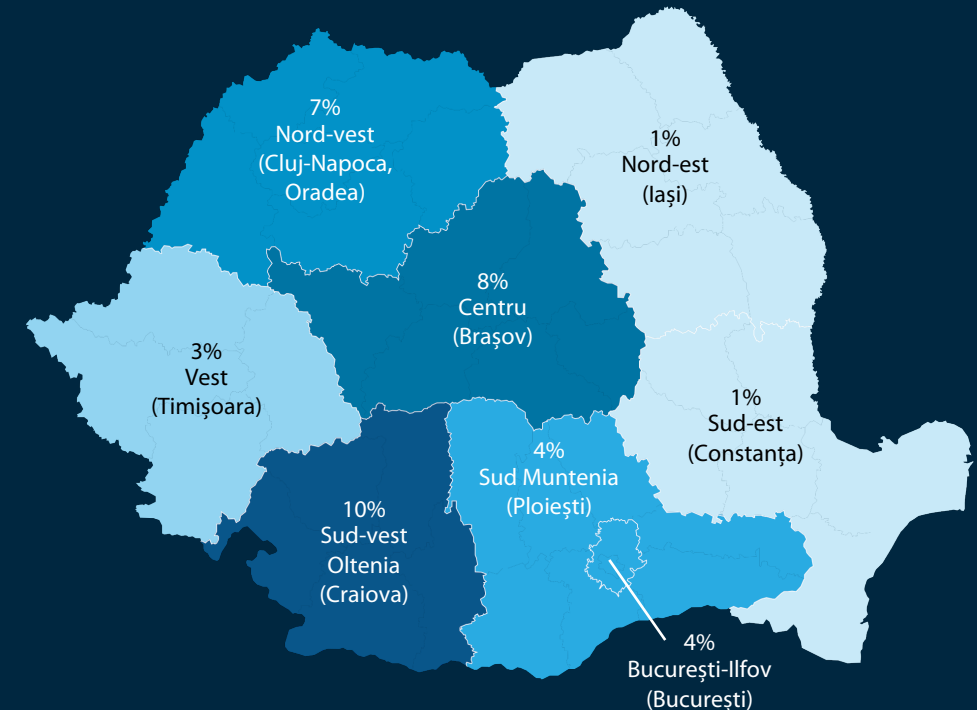 7%
Nord-vest
(Cluj-Napoca,
Oradea)
1%
Nord-est
(Iași)
8%
Centru
(Brașov)
3%
Vest
(Timișoara)
1%
Sud-est
(Constanța)
4%
Sud Muntenia
(Ploiești)
10%
Sud-vest
Oltenia
(Craiova)
4%
București-Ilfov
(București)